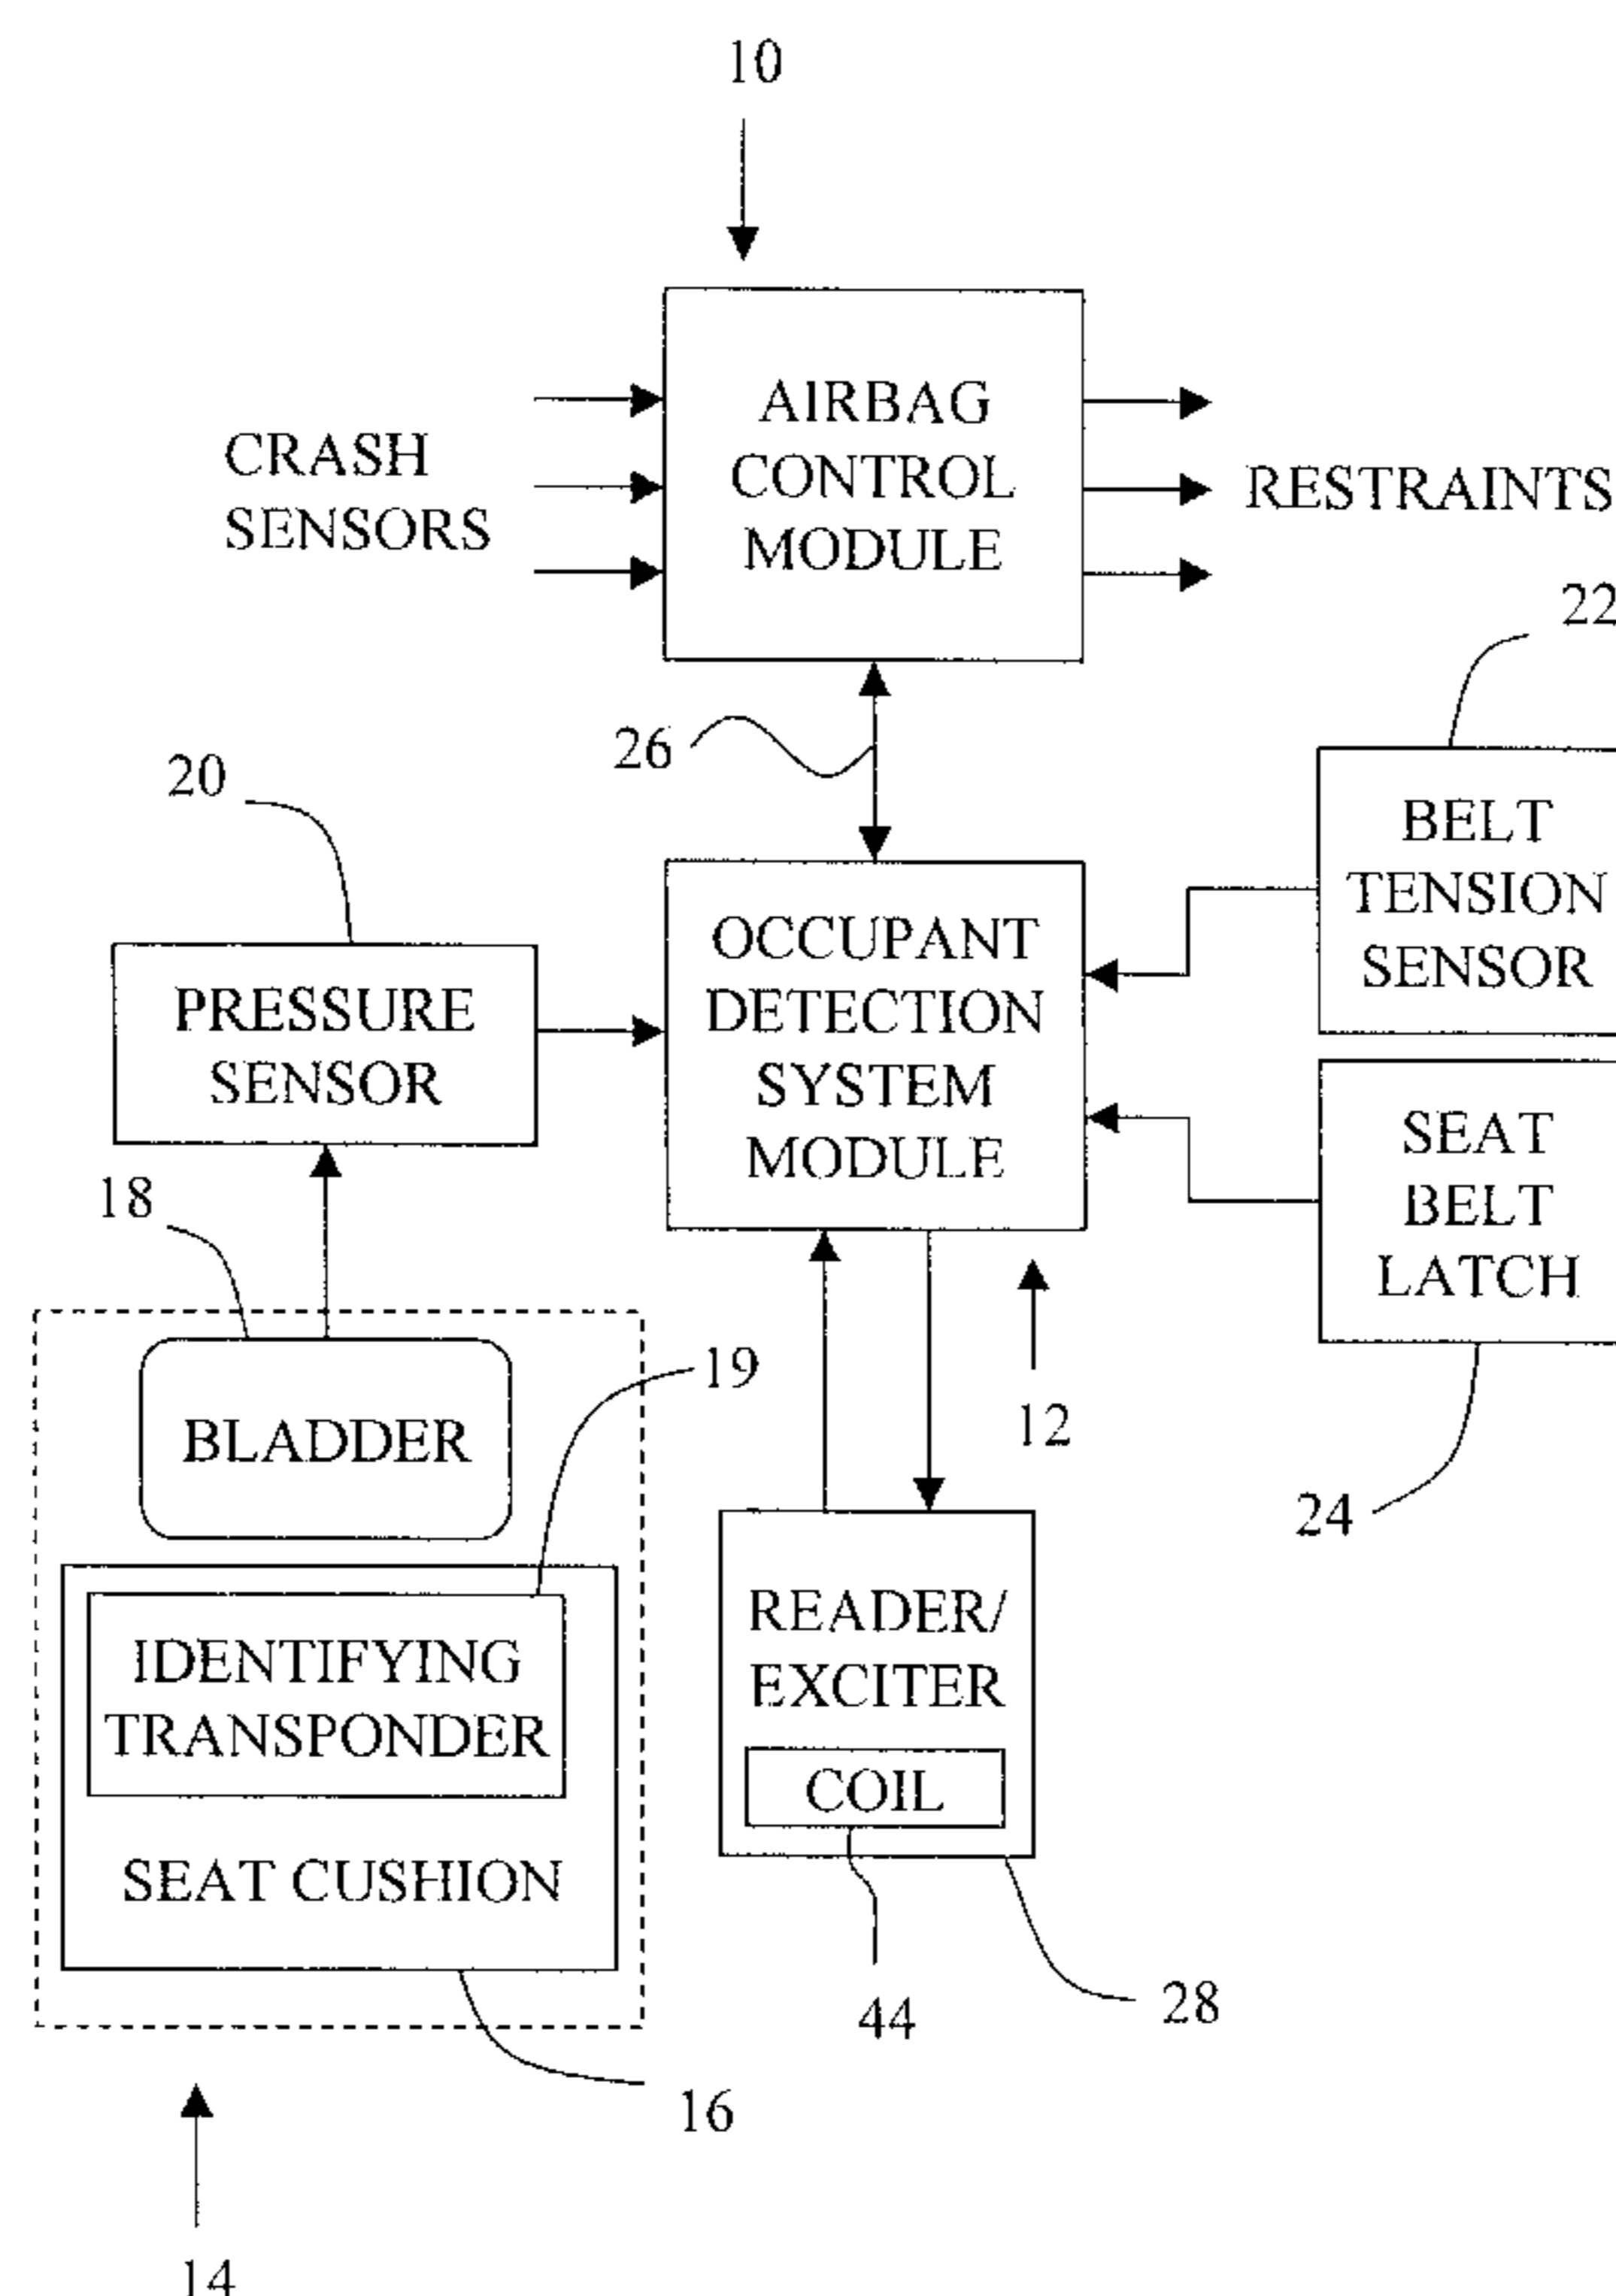 10
AIRBAG
CONTROL
MODULE
CRASH
SENSORS
RESTRAINTS
22
26
20
BELT
TENSION
SENSOR
OCCUPANT
DETECTION
SYSTEM
MODULE
PRESSURE
SENSOR
SEAT
BELT
LATCH
18
19
12
BLADDER
24
READER/
EXCITER
COIL
IDENTIFYING
TRANSPONDER
SEAT CUSHION
44
28
16
14